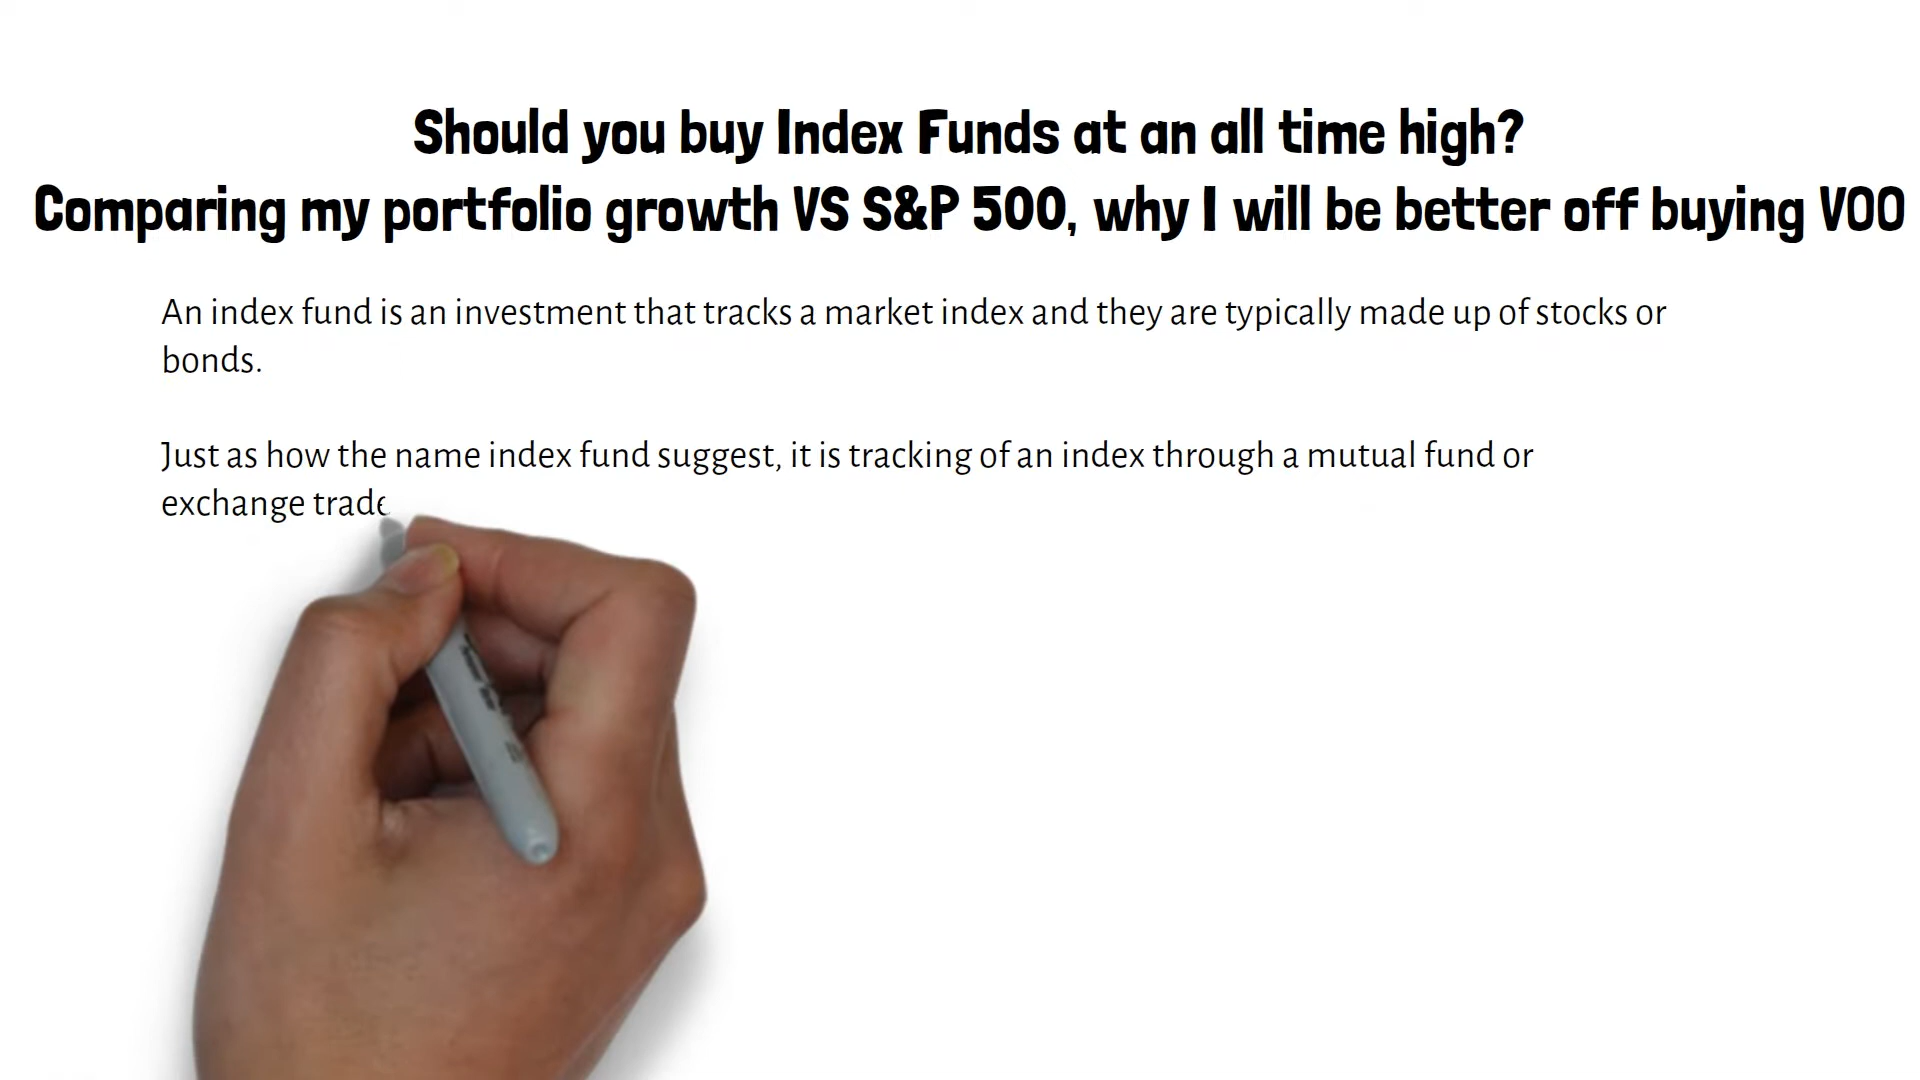 Should you buy Index Funds at an all time high?
Comparing my portfolio growth VS S&P 500, why I will be better off buying VOO
An index fund is an investment that tracks a market index and they are typically made up of stocks or
bonds.
Just as how the name index fund suggest, it is tracking of an index through a mutual fund or
exchange trade